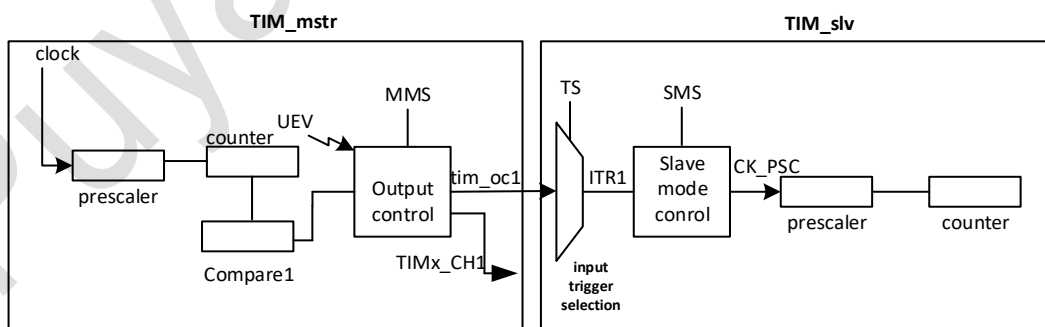 TIM_mstr
TIM_slv
clock
MMS
TS
SMS
UEV
counter
prescaler
Output
control
tim_oc1
ITR1
Slave
mode
conrol
CK_PSC
prescaler
counter
Compare1
TIMx_CH1
input
trigger
selection
Puya